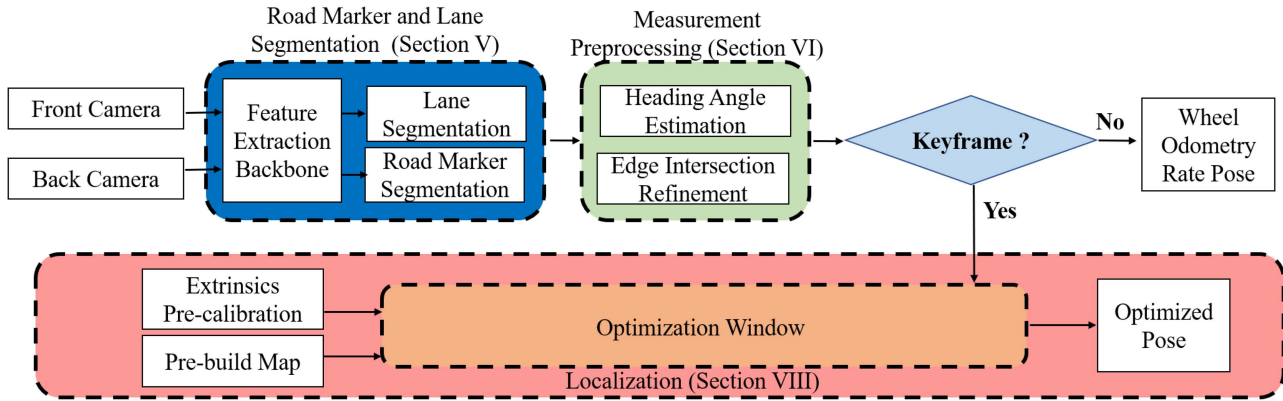 Road Marker and Lane
Segmentation (Section V)
Measurement
Preprocessing (Section VI)
Front Camera
Back Camera
Feature
Extraction
Backbone
Lane
Segmentation
Road Marker
Segmentation
Heading Angle
Estimation
Edge Intersection
Refinement
Keyframe ?
No
Yes
Wheel
Odometry
Rate Pose
Extrinsics
Pre-calibration
Pre-build Map
Optimization Window
Optimized
Pose
Localization (Section VIII)